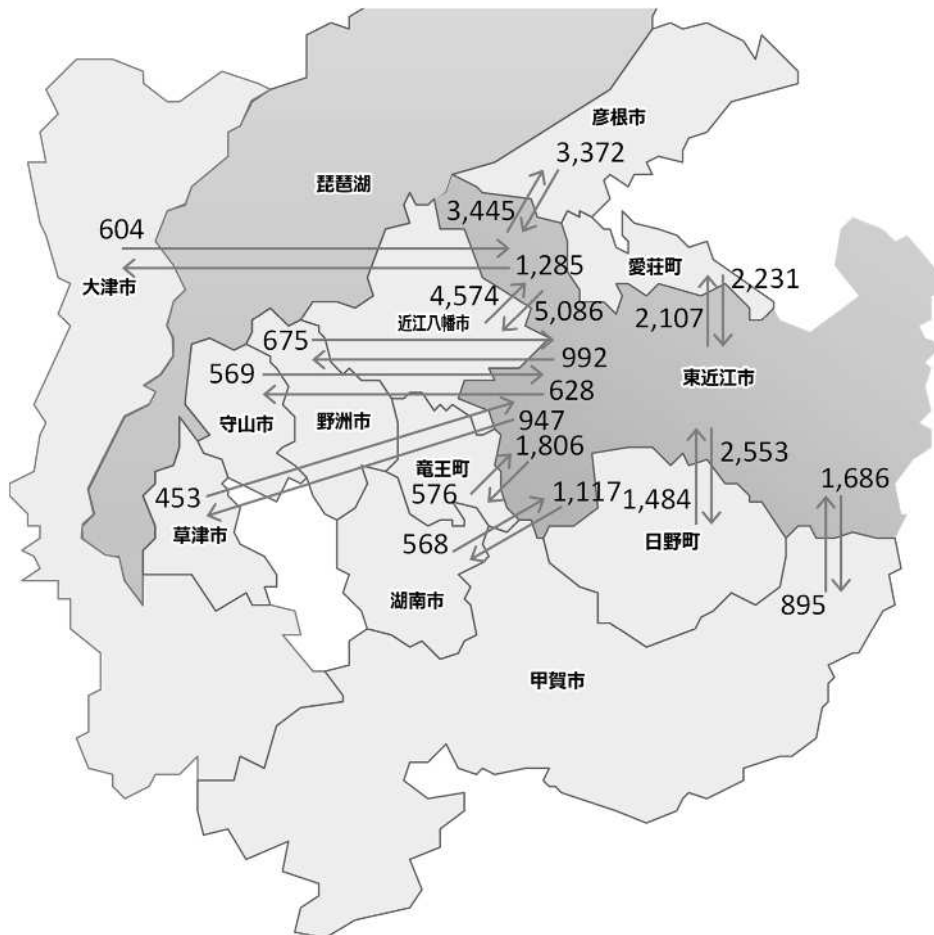 彦根市
3,372
琵琶湖
3,445
604
大津市
1,285
愛荘町
2,231
4,574
5,086
近江八幡市
2,107
675
992
569
628
東近江市
守山市
野洲市
947
竜王町
1,806
2,553
453
576
1,117
1,484
1,686
草津市
568
日野町
湖南市
895
甲賀市